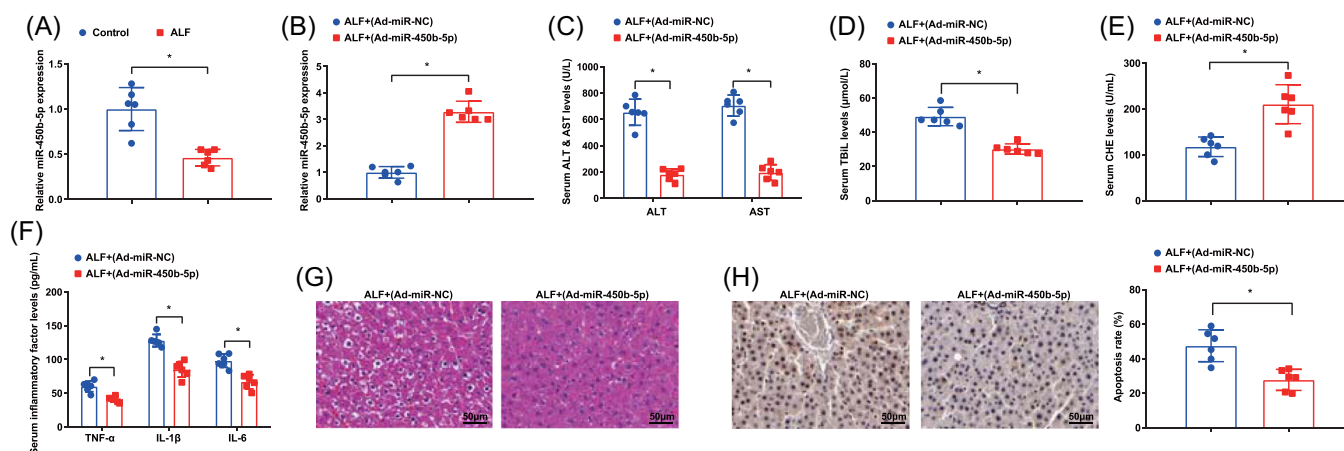 (A)
Control ALF
Relative miR-450b-5p expression
1.5
1.0
0.5
0.0
*
(B)
ALF+(Ad-miR-NC)
ALF+(Ad-miR-450b-5p)
Relative miR-450b-5p expression
5
4
3
2
1
0
*
(C)
ALF+(Ad-miR-NC)
ALF+(Ad-miR-450b-5p)
Serum ALT & AST levels (U/L)
1000
800
600
400
200
0
* *
ALT AST
(D)
ALF+(Ad-miR-NC)
ALF+(Ad-miR-450b-5p)
Serum TBiL levels (μmol/L)
80
60
40
20
0
*
(E)
ALF+(Ad-miR-NC)
ALF+(Ad-miR-450b-5p)
Serum CHE levels (U/mL)
300
200
100
0
*
(F)
ALF+(Ad-miR-NC)
ALF+(Ad-miR-450b-5p)
Serum inflammatory factor levels (pg/mL)
200
150
100
50
0
* * *
TNF-α IL-1β IL-6
(G)
ALF+(Ad-miR-NC) ALF+(Ad-miR-450b-5p)
50μm 50μm
(H)
ALF+(Ad-miR-NC) ALF+(Ad-miR-450b-5p)
50μm 50μm
ALF+(Ad-miR-NC)
ALF+(Ad-miR-450b-5p)
Apoptosis rate (%)
80
60
40
20
0
*